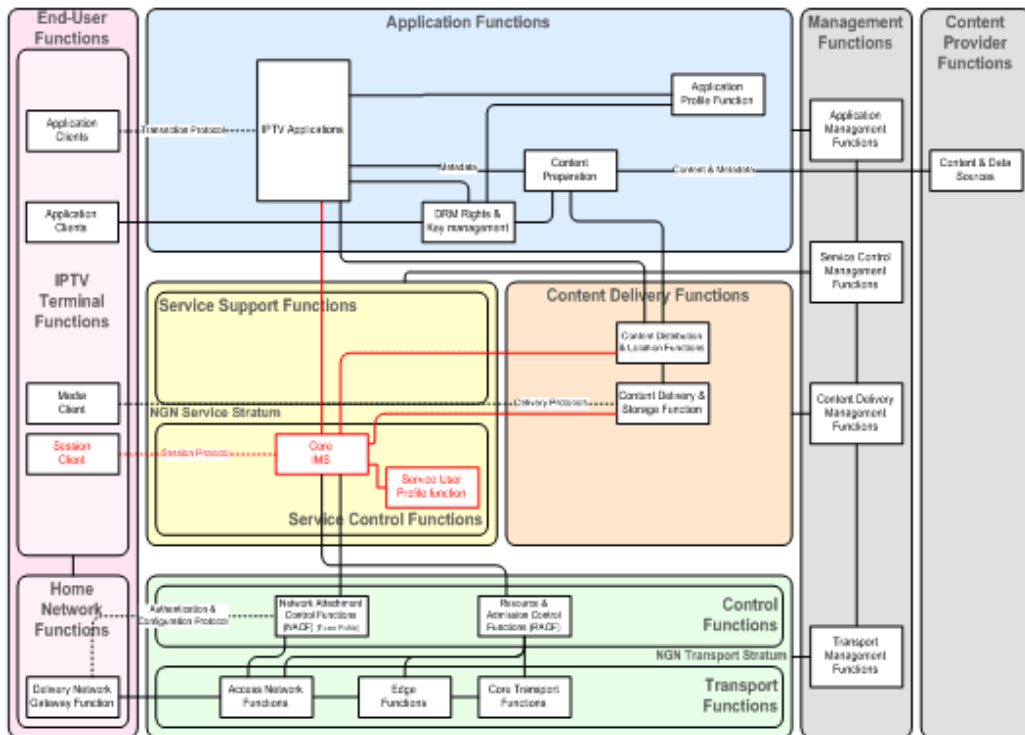 End-User
Functions
Application Functions
Management
Functions
Content
Provider
Functions
Application
Clients
Transaction Protocol
IPTV Applications
Application
Profile Function
Application
Management
Functions
Metadata
Content
Preparation
Content & Metadata
Content & Data
Sources
Application
Clients
DRM Rights &
Key management
IPTV
Terminal
Functions
Service Control
Management
Functions
Service Support Functions
Content Delivery Functions
Content Distribution
& Location Functions
Media
Client
Delivery Protocols
Content Delivery &
Storage Function
Content Delivery
Management
Functions
NGN Service Stratum
Session
Client
Session Protocol
Core
IMS
Service User
Profile function
Service Control Functions
Home
Network
Functions
Authentication &
Configuration Protocol
Network Attachment
Control Functions
(NACF)
Resource &
Admission Control
Functions (RACF)
Control
Functions
NGN Transport Stratum
Transport
Management
Functions
Delivery Network
Gateway Function
Access Network
Functions
Edge
Functions
Core Transport
Functions
Transport
Functions